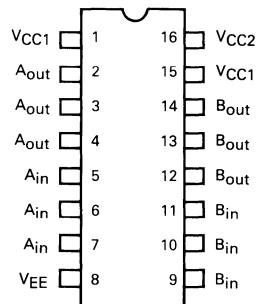 VCC1 1 16 VCC2
Aout 2 15 VCC1
Aout 3 14 Bout
Aout 4 13 Bout
Ain 5 12 Bout
Ain 6 11 Bin
Ain 7 10 Bin
VEE 8 9 Bin